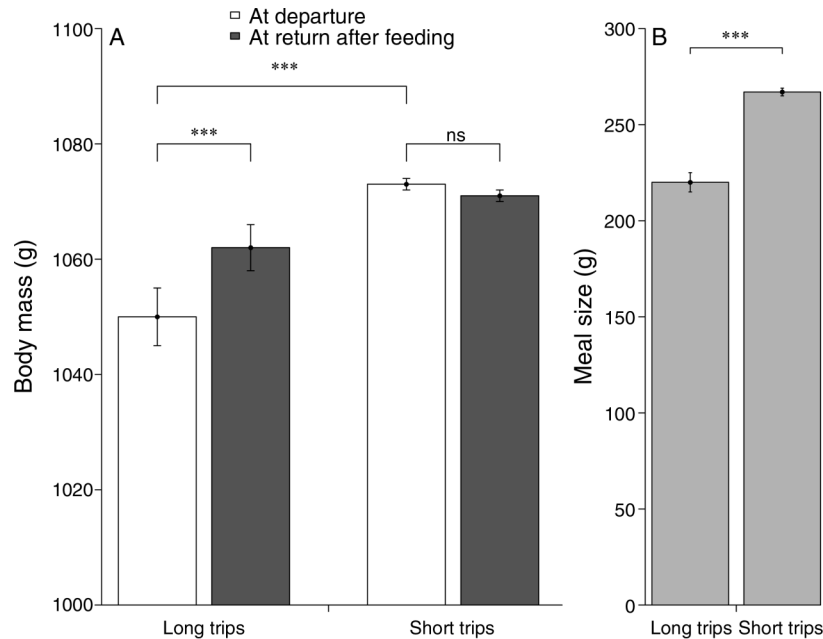 A
At departure
At return after feeding
***
***
ns
Body mass (g)
1100
1080
1060
1040
1020
1000
Long trips
Short trips
B
***
Meal size (g)
300
250
200
150
100
50
0
Long trips
Short trips